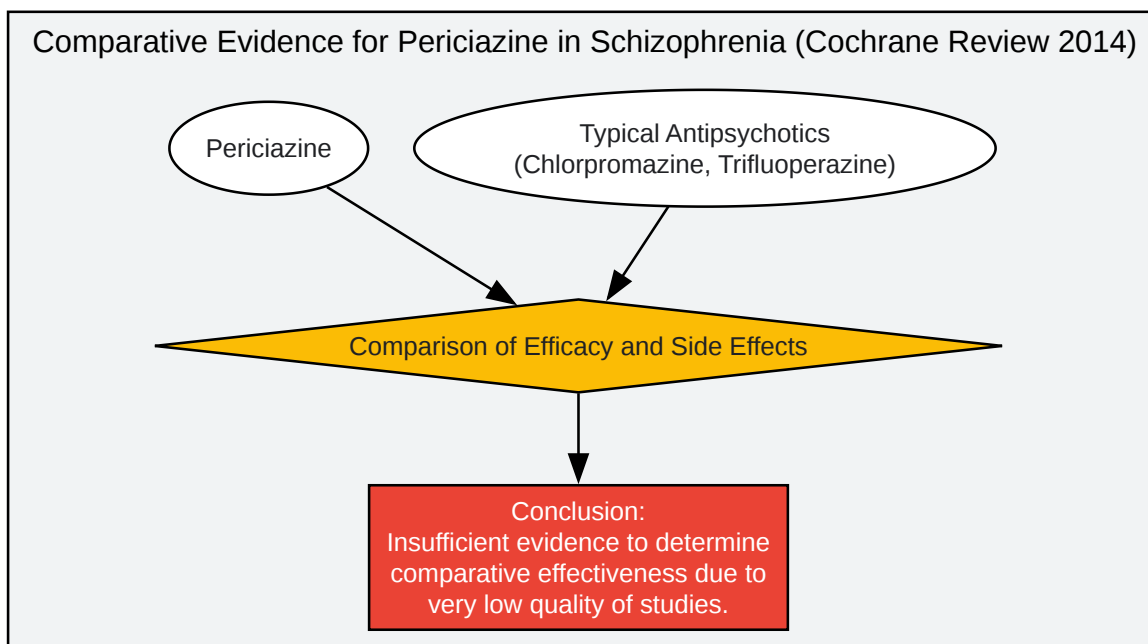 Comparative Evidence for Periciazine in Schizophrenia (Cochrane Review 2014)
Periciazine
Typical Antipsychotics
(Chlorpromazine, Trifluoperazine)
Comparison of Efficacy and Side Effects
Conclusion:
Insufficient evidence to determine
comparative effectiveness due to
very low quality of studies.